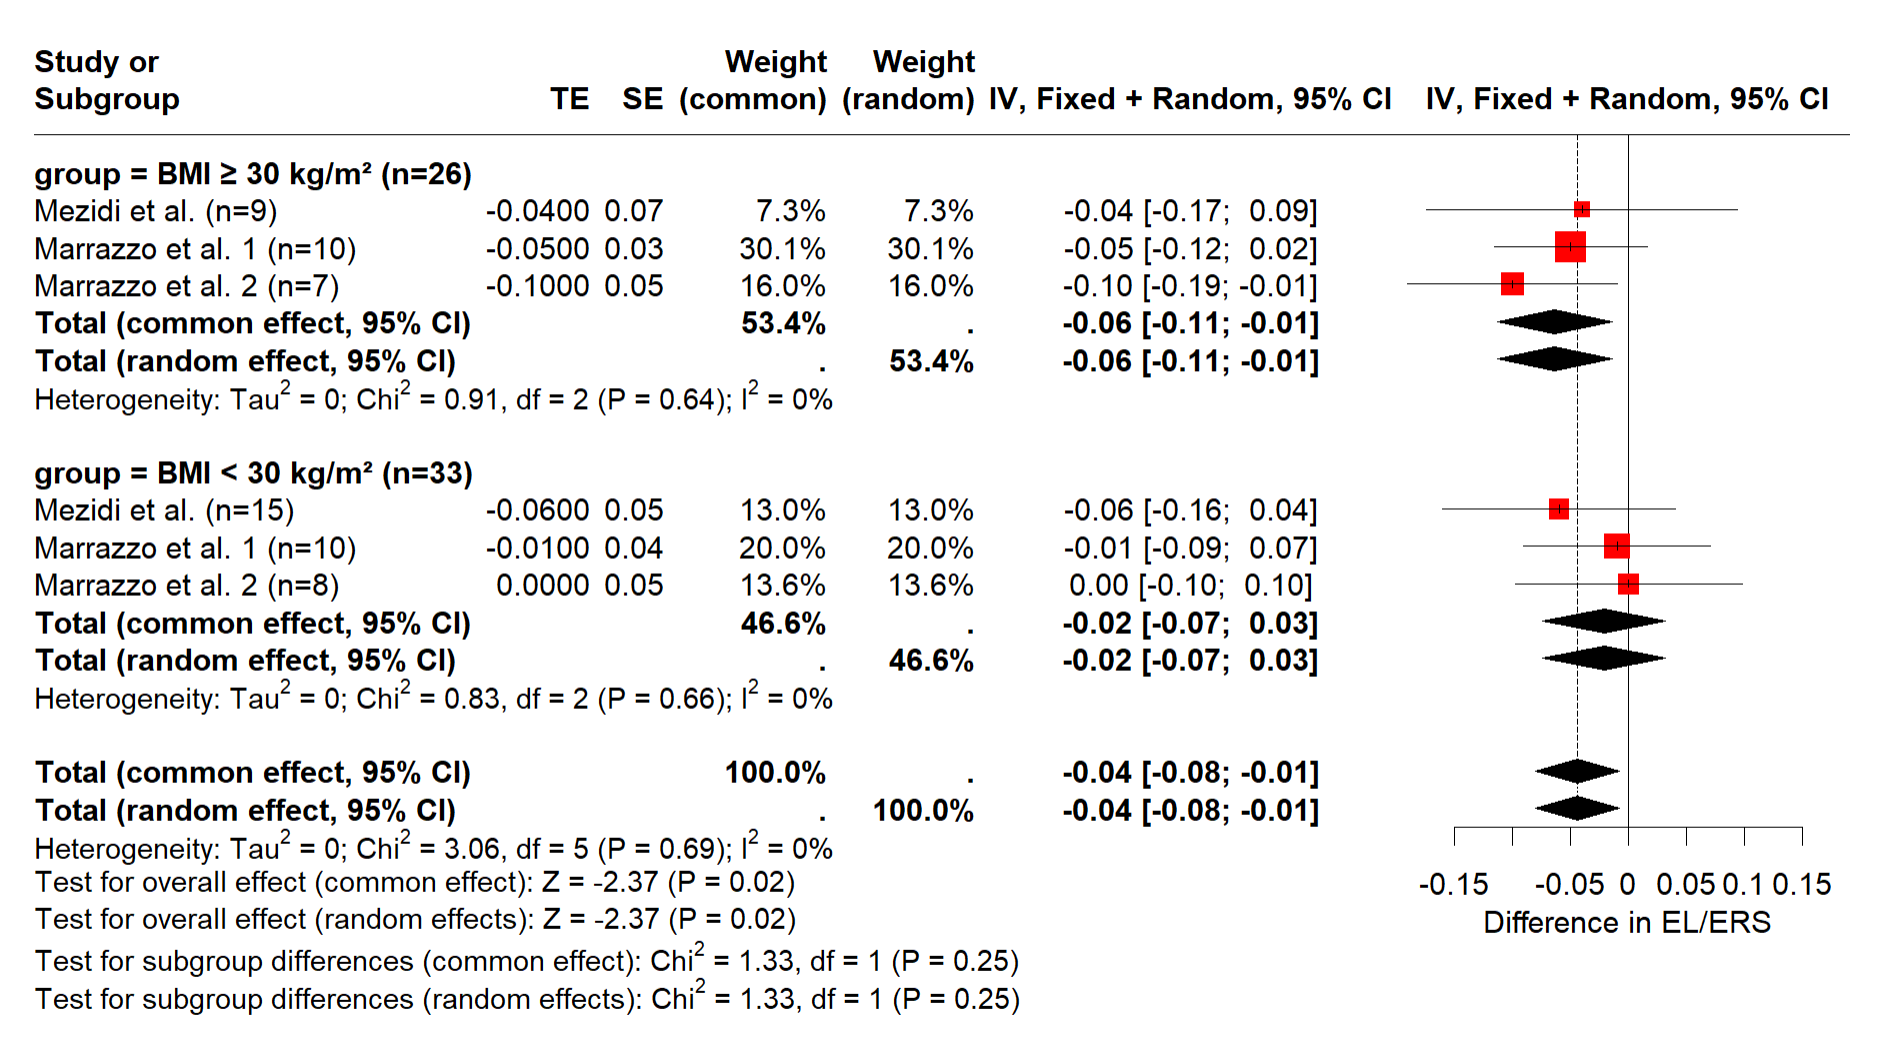 Study or Weight Weight
Subgroup TE SE (common) (random) IV, Fixed + Random, 95% CI IV, Fixed + Random, 95% CI
group = BMI ≥ 30 kg/m² (n=26)
Mezidi et al. (n=9) -0.0400 0.07 7.3% 7.3% -0.04 [-0.17; 0.09]
Marrazzo et al. 1 (n=10) -0.0500 0.03 30.1% 30.1% -0.05 [-0.12; 0.02]
Marrazzo et al. 2 (n=7) -0.1000 0.05 16.0% 16.0% -0.10 [-0.19; -0.01]
Total (common effect, 95% CI) 53.4% . -0.06 [-0.11; -0.01]
Total (random effect, 95% CI) . 53.4% -0.06 [-0.11; -0.01]
Heterogeneity: Tau² = 0; Chi² = 0.91, df = 2 (P = 0.64); I² = 0%
group = BMI < 30 kg/m² (n=33)
Mezidi et al. (n=15) -0.0600 0.05 13.0% 13.0% -0.06 [-0.16; 0.04]
Marrazzo et al. 1 (n=10) -0.0100 0.04 20.0% 20.0% -0.01 [-0.09; 0.07]
Marrazzo et al. 2 (n=8) 0.0000 0.05 13.6% 13.6% 0.00 [-0.10; 0.10]
Total (common effect, 95% CI) 46.6% . -0.02 [-0.07; 0.03]
Total (random effect, 95% CI) . 46.6% -0.02 [-0.07; 0.03]
Heterogeneity: Tau² = 0; Chi² = 0.83, df = 2 (P = 0.66); I² = 0%
Total (common effect, 95% CI) 100.0% . -0.04 [-0.08; -0.01]
Total (random effect, 95% CI) . 100.0% -0.04 [-0.08; -0.01]
Heterogeneity: Tau² = 0; Chi² = 3.06, df = 5 (P = 0.69); I² = 0%
Test for overall effect (common effect): Z = -2.37 (P = 0.02)
Test for overall effect (random effects): Z = -2.37 (P = 0.02)
Test for subgroup differences (common effect): Chi² = 1.33, df = 1 (P = 0.25)
Test for subgroup differences (random effects): Chi² = 1.33, df = 1 (P = 0.25)
-0.15 -0.05 0 0.05 0.1 0.15
Difference in EL/ERS